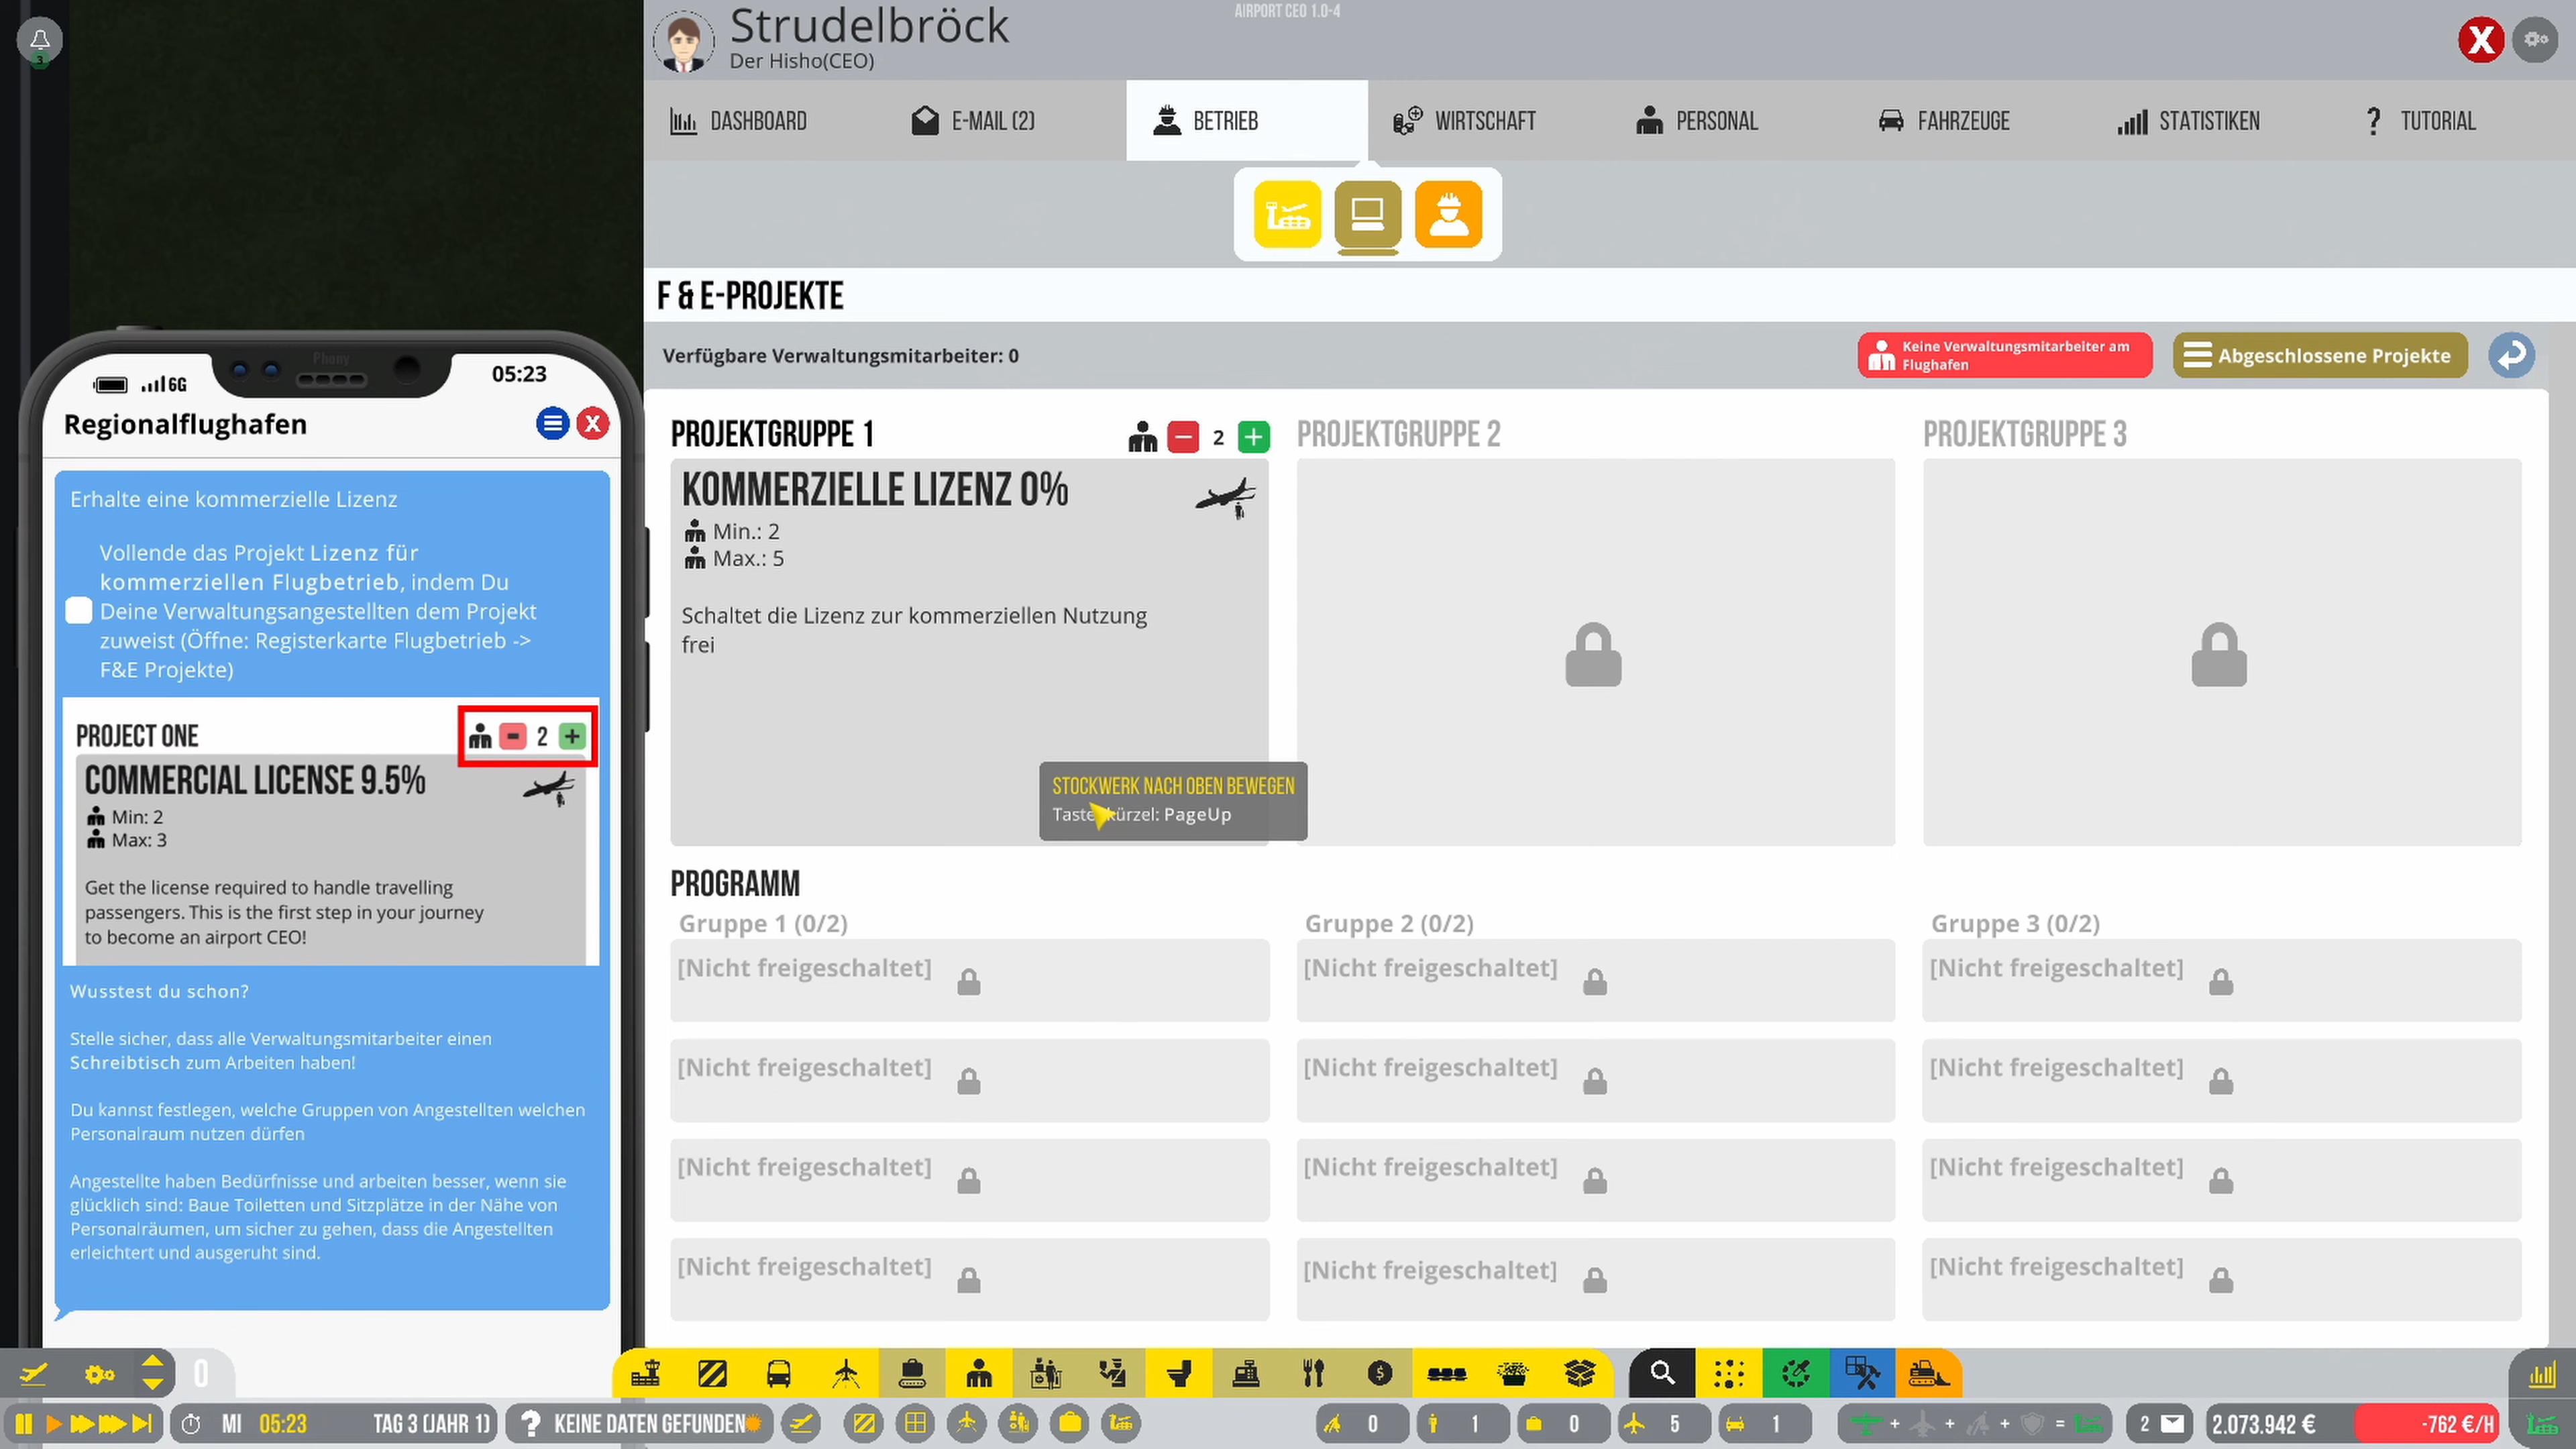 AIRPORT CEO 1.0-4
3
Strudelbröck
Der Hisho(CEO)
X
DASHBOARD
E-MAIL (2)
BETRIEB
WIRTSCHAFT
PERSONAL
FAHRZEUGE
STATISTIKEN
? TUTORIAL
F & E-PROJEKTE
Verfügbare Verwaltungsmitarbeiter: 0
Keine Verwaltungsmitarbeiter am
Flughafen
Abgeschlossene Projekte
Phony
6G
05:23
Regionalflughafen
X
Erhalte eine kommerzielle Lizenz
Vollende das Projekt Lizenz für
kommerziellen Flugbetrieb, indem Du
Deine Verwaltungsangestellten dem Projekt
zuweist (Öffne: Registerkarte Flugbetrieb ->
F&E Projekte)
PROJECT ONE
- 2 +
COMMERCIAL LICENSE 9.5%
Min: 2
Max: 3
Get the license required to handle travelling
passengers. This is the first step in your journey
to become an airport CEO!
Wusstest du schon?
Stelle sicher, dass alle Verwaltungsmitarbeiter einen
Schreibtisch zum Arbeiten haben!
Du kannst festlegen, welche Gruppen von Angestellten welchen
Personalraum nutzen dürfen
Angestellte haben Bedürfnisse und arbeiten besser, wenn sie
glücklich sind: Baue Toiletten und Sitzplätze in der Nähe von
Personalräumen, um sicher zu gehen, dass die Angestellten
erleichtert und ausgeruht sind.
PROJEKTGRUPPE 1
- 2 +
PROJEKTGRUPPE 2
PROJEKTGRUPPE 3
KOMMERZIELLE LIZENZ 0%
Min.: 2
Max.: 5
Schaltet die Lizenz zur kommerziellen Nutzung
frei
STOCKWERK NACH OBEN BEWEGEN
Tastenkürzel: PageUp
PROGRAMM
Gruppe 1 (0/2)
Gruppe 2 (0/2)
Gruppe 3 (0/2)
[Nicht freigeschaltet]
[Nicht freigeschaltet]
[Nicht freigeschaltet]
[Nicht freigeschaltet]
[Nicht freigeschaltet]
[Nicht freigeschaltet]
[Nicht freigeschaltet]
[Nicht freigeschaltet]
[Nicht freigeschaltet]
[Nicht freigeschaltet]
[Nicht freigeschaltet]
[Nicht freigeschaltet]
0
MI 05:23 TAG 3 (JAHR 1)
? KEINE DATEN GEFUNDEN
0
1
0
5
1
+ + + =
2
2.073.942 €
-762 €/H